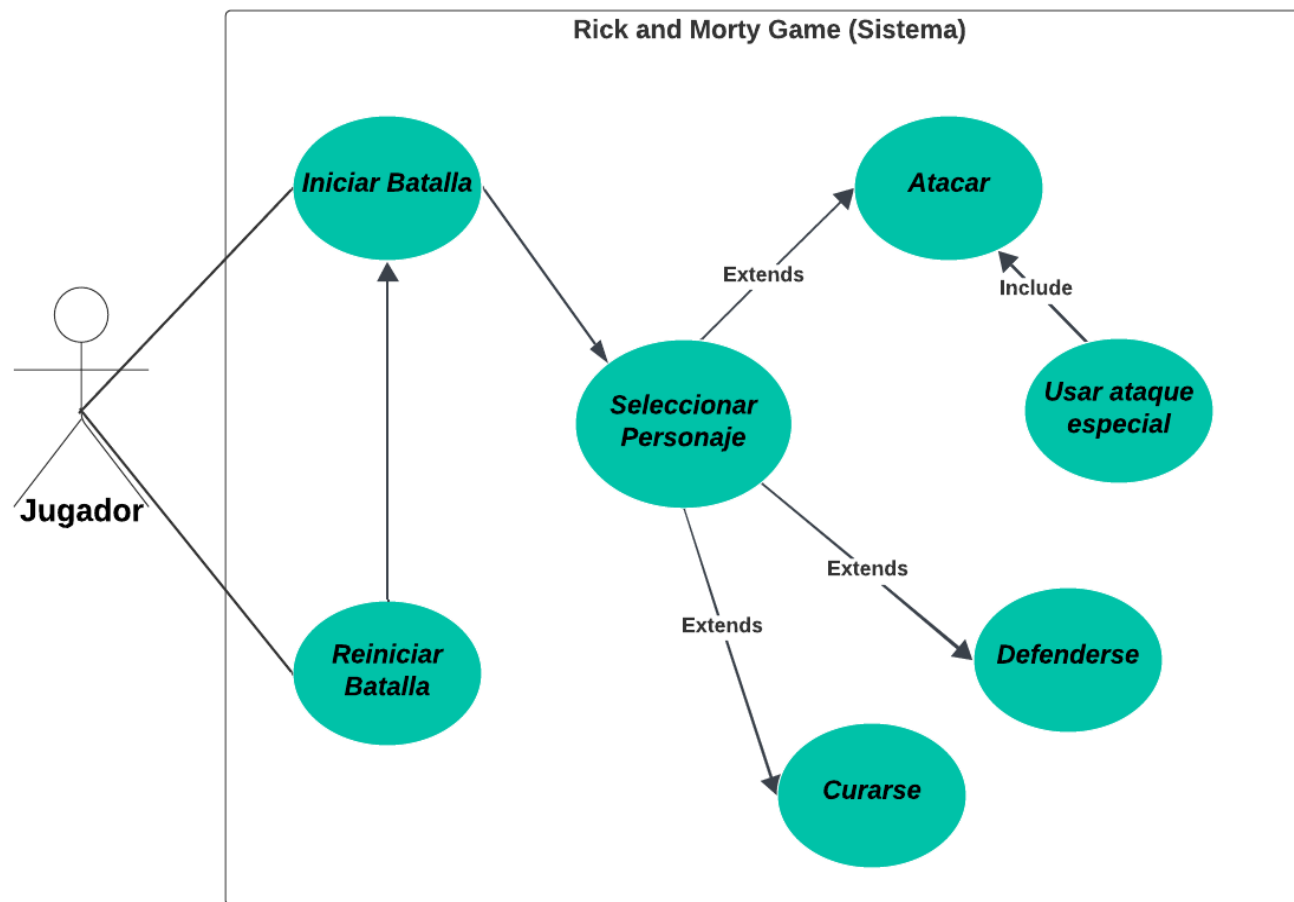 Rick and Morty Game (Sistema)
Iniciar Batalla
Atacar
Extends
Include
Usar ataque
especial
Seleccionar
Personaje
Jugador
Extends
Extends
Reiniciar
Batalla
Defenderse
Curarse